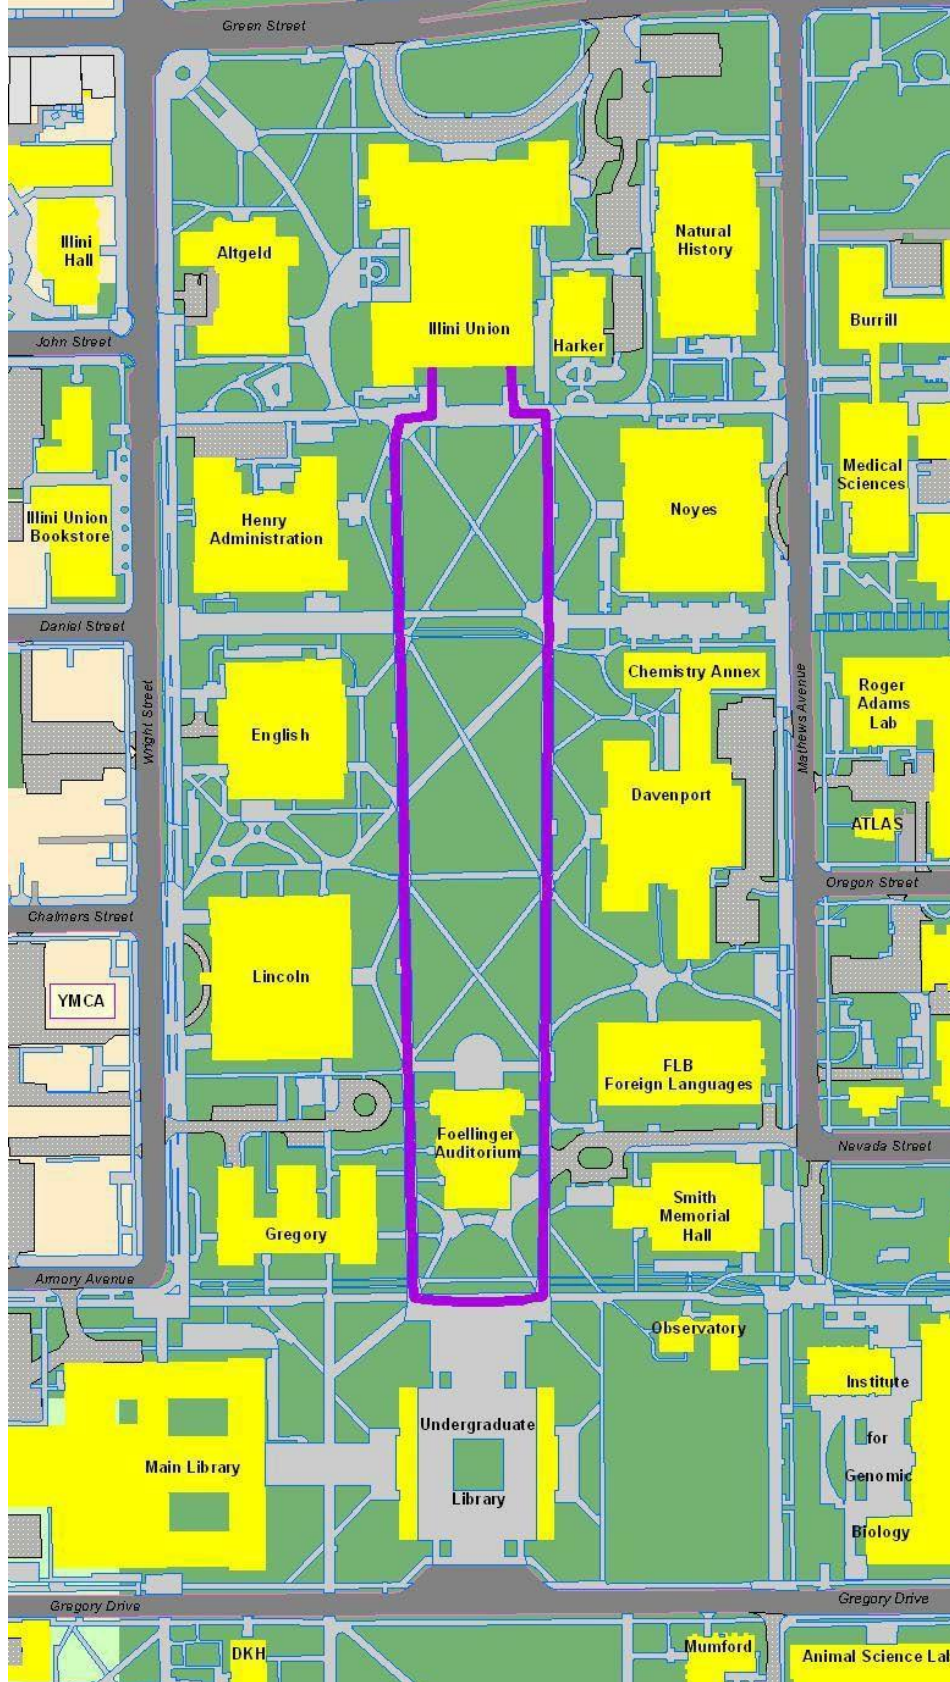 Green Street
Illini
Hall
Altgeld
Natural
History
Illini Union
Burrill
John Street
Harker
Medical
Sciences
Illini Union
Bookstore
Henry
Administration
Noyes
Daniel Street
Chemistry Annex
Roger
Adams
Lab
Wright Street
English
Mathews Avenue
Davenport
ATLAS
Oregon Street
Chalmers Street
Lincoln
YMCA
FLB
Foreign Languages
Foellinger
Auditorium
Nevada Street
Smith
Memorial
Hall
Gregory
Armory Avenue
Observatory
Institute
for
Genomic
Biology
Undergraduate
Library
Main Library
Gregory Drive
Gregory Drive
DKH
Mumford
Animal Science Lab